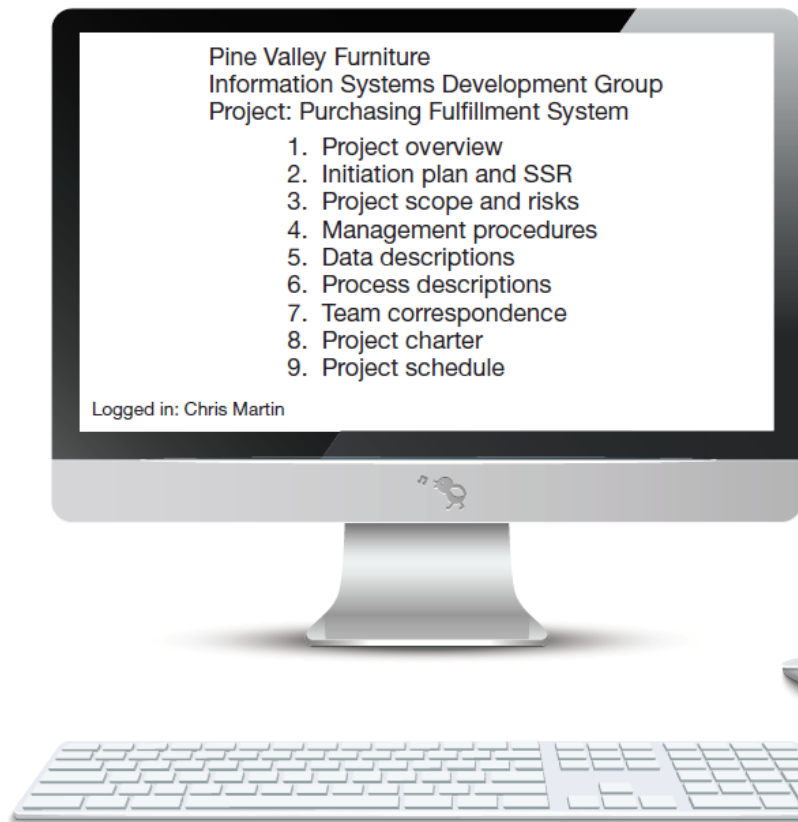 Pine Valley Furniture
Information Systems Development Group
Project: Purchasing Fulfillment System
1. Project overview
2. Initiation plan and SSR
3. Project scope and risks
4. Management procedures
5. Data descriptions
6. Process descriptions
7. Team correspondence
8. Project charter
9. Project schedule
Logged in: Chris Martin